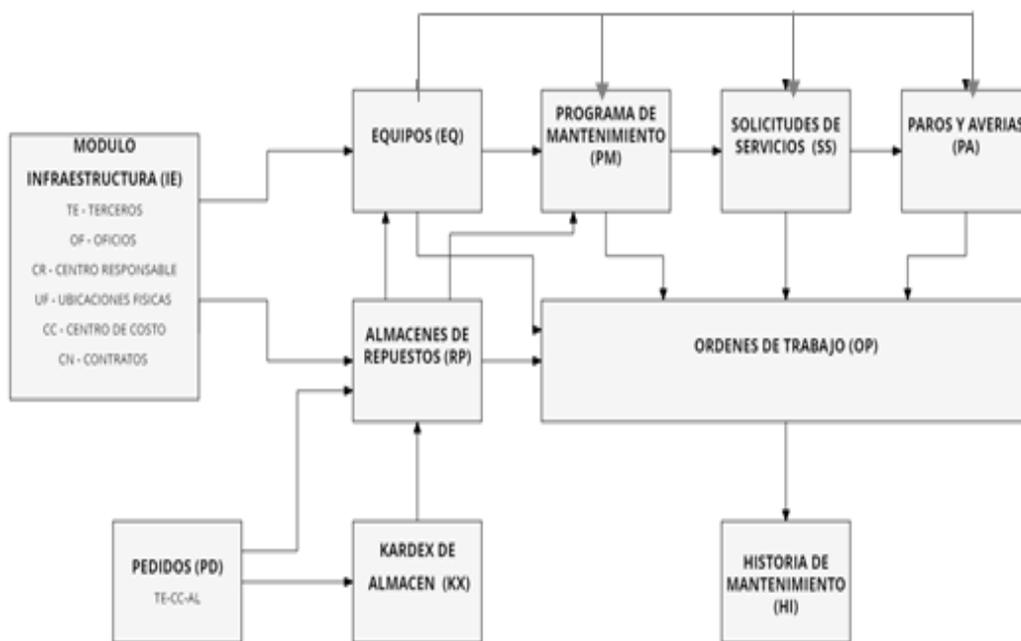 MODULO
INFRAESTRUCTURA (IE)
TE - TERCEROS
OF - OFICIOS
CR - CENTRO RESPONSABLE
UF - UBICACIONES FISICAS
CC - CENTRO DE COSTO
CN - CONTRATOS
EQUIPOS (EQ)
PROGRAMA DE
MANTENIMIENTO
(PM)
SOLICITUDES DE
SERVICIOS (SS)
PAROS Y AVERIAS
(PA)
ALMACENES DE
REPUESTOS (RP)
ORDENES DE TRABAJO (OP)
PEDIDOS (PD)
TE-CC-AL
KARDEX DE
ALMACEN (KX)
HISTORIA DE
MANTENIMIENTO
(HI)